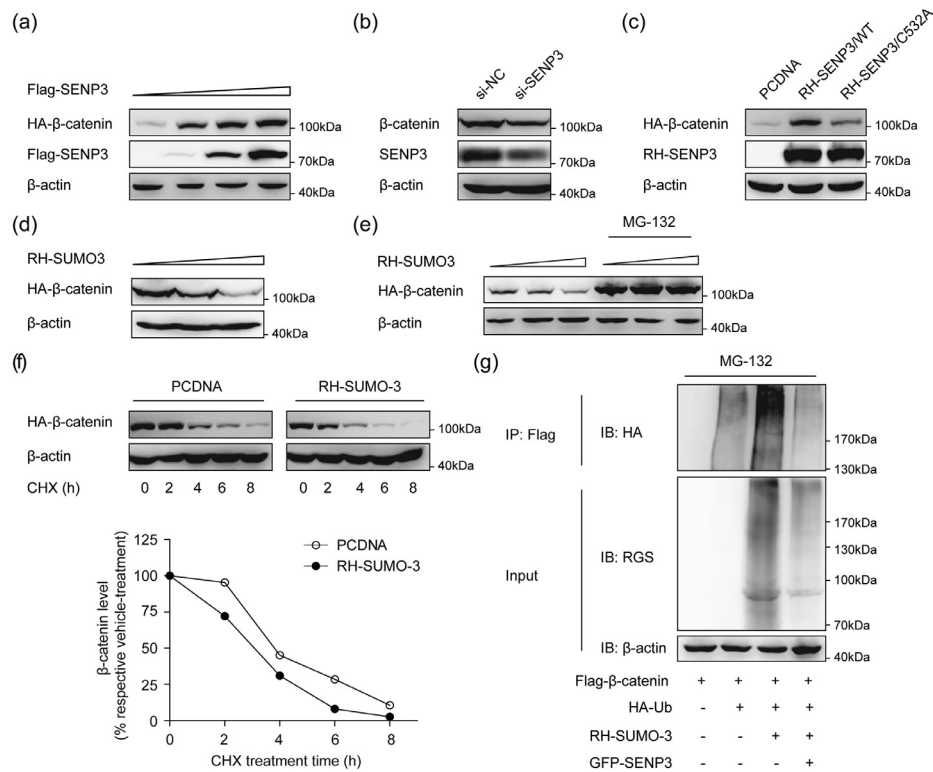 (a)
Flag-SENP3
HA-β-catenin
100kDa
Flag-SENP3
70kDa
β-actin
40kDa
(b)
si-NC
si-SENP3
β-catenin
100kDa
SENP3
70kDa
β-actin
40kDa
(c)
PCDNA
RH-SENP3/WT
RH-SENP3/C532A
HA-β-catenin
100kDa
RH-SENP3
70kDa
β-actin
40kDa
(d)
RH-SUMO3
HA-β-catenin
100kDa
β-actin
40kDa
(e)
MG-132
RH-SUMO3
HA-β-catenin
100kDa
β-actin
40kDa
(f)
PCDNA RH-SUMO-3
HA-β-catenin
100kDa
β-actin
40kDa
CHX (h) 0 2 4 6 8 0 2 4 6 8
PCDNA
RH-SUMO-3
β-catenin level
(% respective vehicle-treatment)
125
100
75
50
25
0
0 2 4 6 8
CHX treatment time (h)
(g)
MG-132
IP: Flag
IB: HA
170kDa
130kDa
Input
IB: RGS
170kDa
130kDa
100kDa
70kDa
IB: β-actin
40kDa
Flag-β-catenin + + + +
HA-Ub - + + +
RH-SUMO-3 - - + +
GFP-SENP3 - - - +